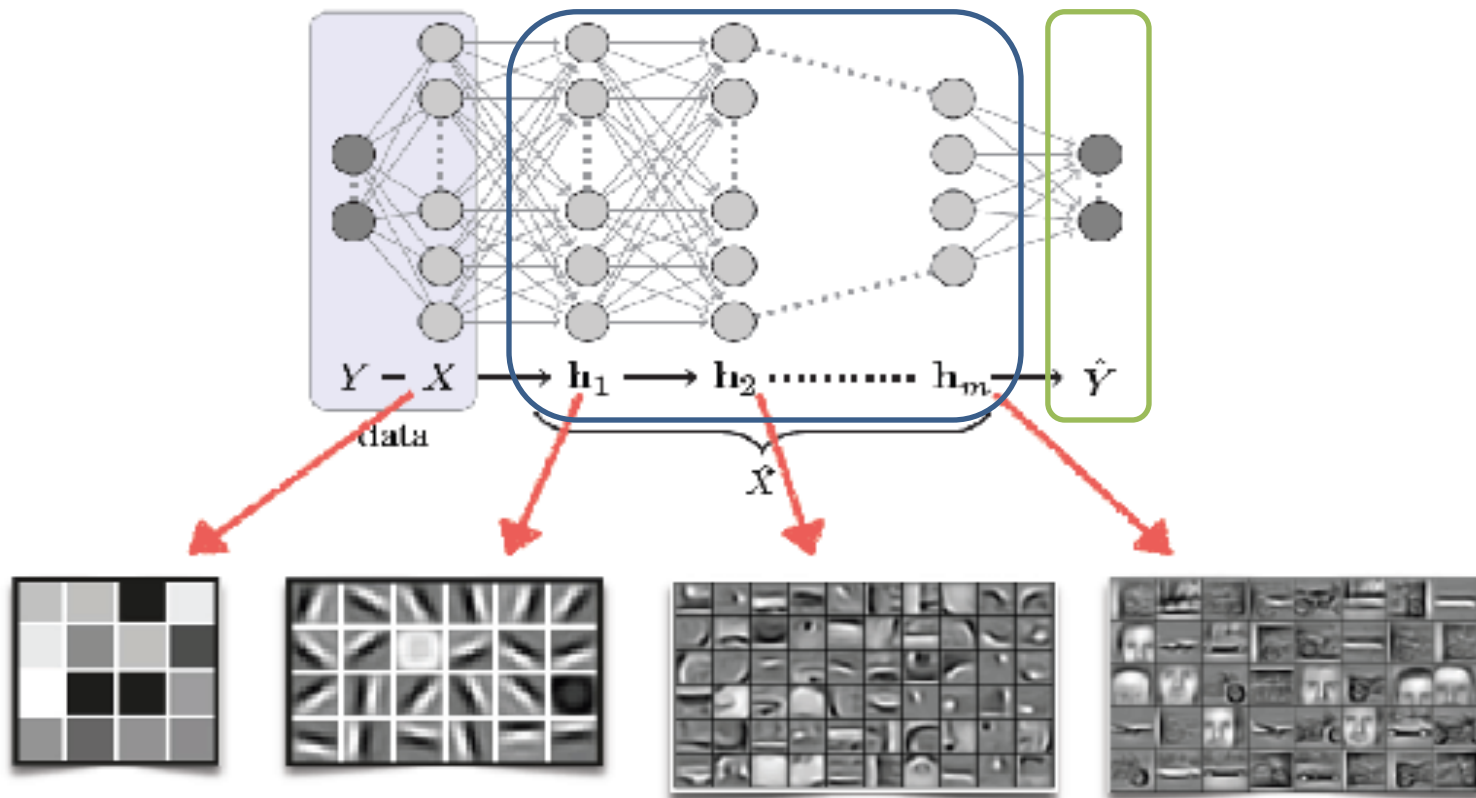 Y – X → h₁ → h₂ ⋯⋯⋯ hₘ → Ŷ
data
X̂